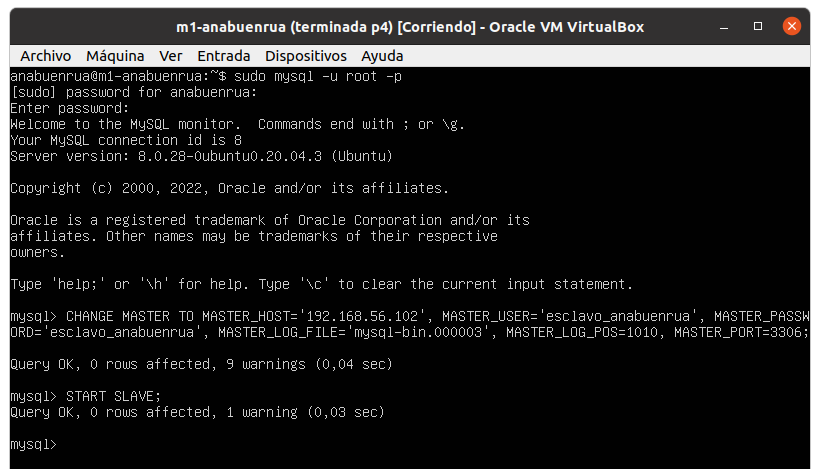 m1-anabuenrua (terminada p4) [Corriendo] - Oracle VM VirtualBox
Archivo Máquina Ver Entrada Dispositivos Ayuda
anabuenrua@m1-anabuenrua:~$ sudo mysql -u root -p
[sudo] password for anabuenrua:
Enter password:
Welcome to the MySQL monitor.  Commands end with ; or \g.
Your MySQL connection id is 8
Server version: 8.0.28-0ubuntu0.20.04.3 (Ubuntu)
Copyright (c) 2000, 2022, Oracle and/or its affiliates.
Oracle is a registered trademark of Oracle Corporation and/or its
affiliates. Other names may be trademarks of their respective
owners.
Type 'help;' or '\h' for help. Type '\c' to clear the current input statement.
mysql> CHANGE MASTER TO MASTER_HOST='192.168.56.102', MASTER_USER='esclavo_anabuenrua', MASTER_PASSW
ORD='esclavo_anabuenrua', MASTER_LOG_FILE='mysql-bin.000003', MASTER_LOG_POS=1010, MASTER_PORT=3306;
Query OK, 0 rows affected, 9 warnings (0,04 sec)
mysql> START SLAVE;
Query OK, 0 rows affected, 1 warning (0,03 sec)
mysql>